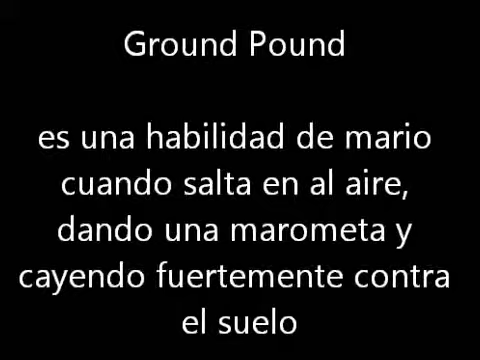 Ground Pound
es una habilidad de mario
cuando salta en al aire,
dando una marometa y
cayendo fuertemente contra
el suelo